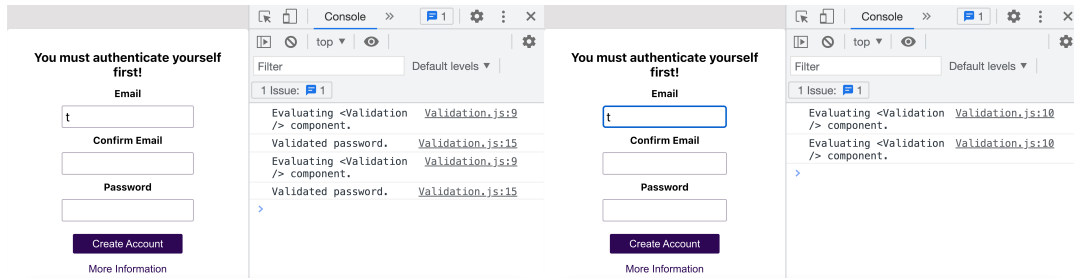 You must authenticate yourself
first!
Email
t
Confirm Email
Password
Create Account
More Information
Console » 1
top ▼
Filter Default levels ▼
1 Issue: 1
Evaluating <Validation Validation.js:9
/> component.
Validated password. Validation.js:15
Evaluating <Validation Validation.js:9
/> component.
Validated password. Validation.js:15
>
You must authenticate yourself
first!
Email
t
Confirm Email
Password
Create Account
More Information
Console » 1
top ▼
Filter Default levels ▼
1 Issue: 1
Evaluating <Validation Validation.js:10
/> component.
Evaluating <Validation Validation.js:10
/> component.
>